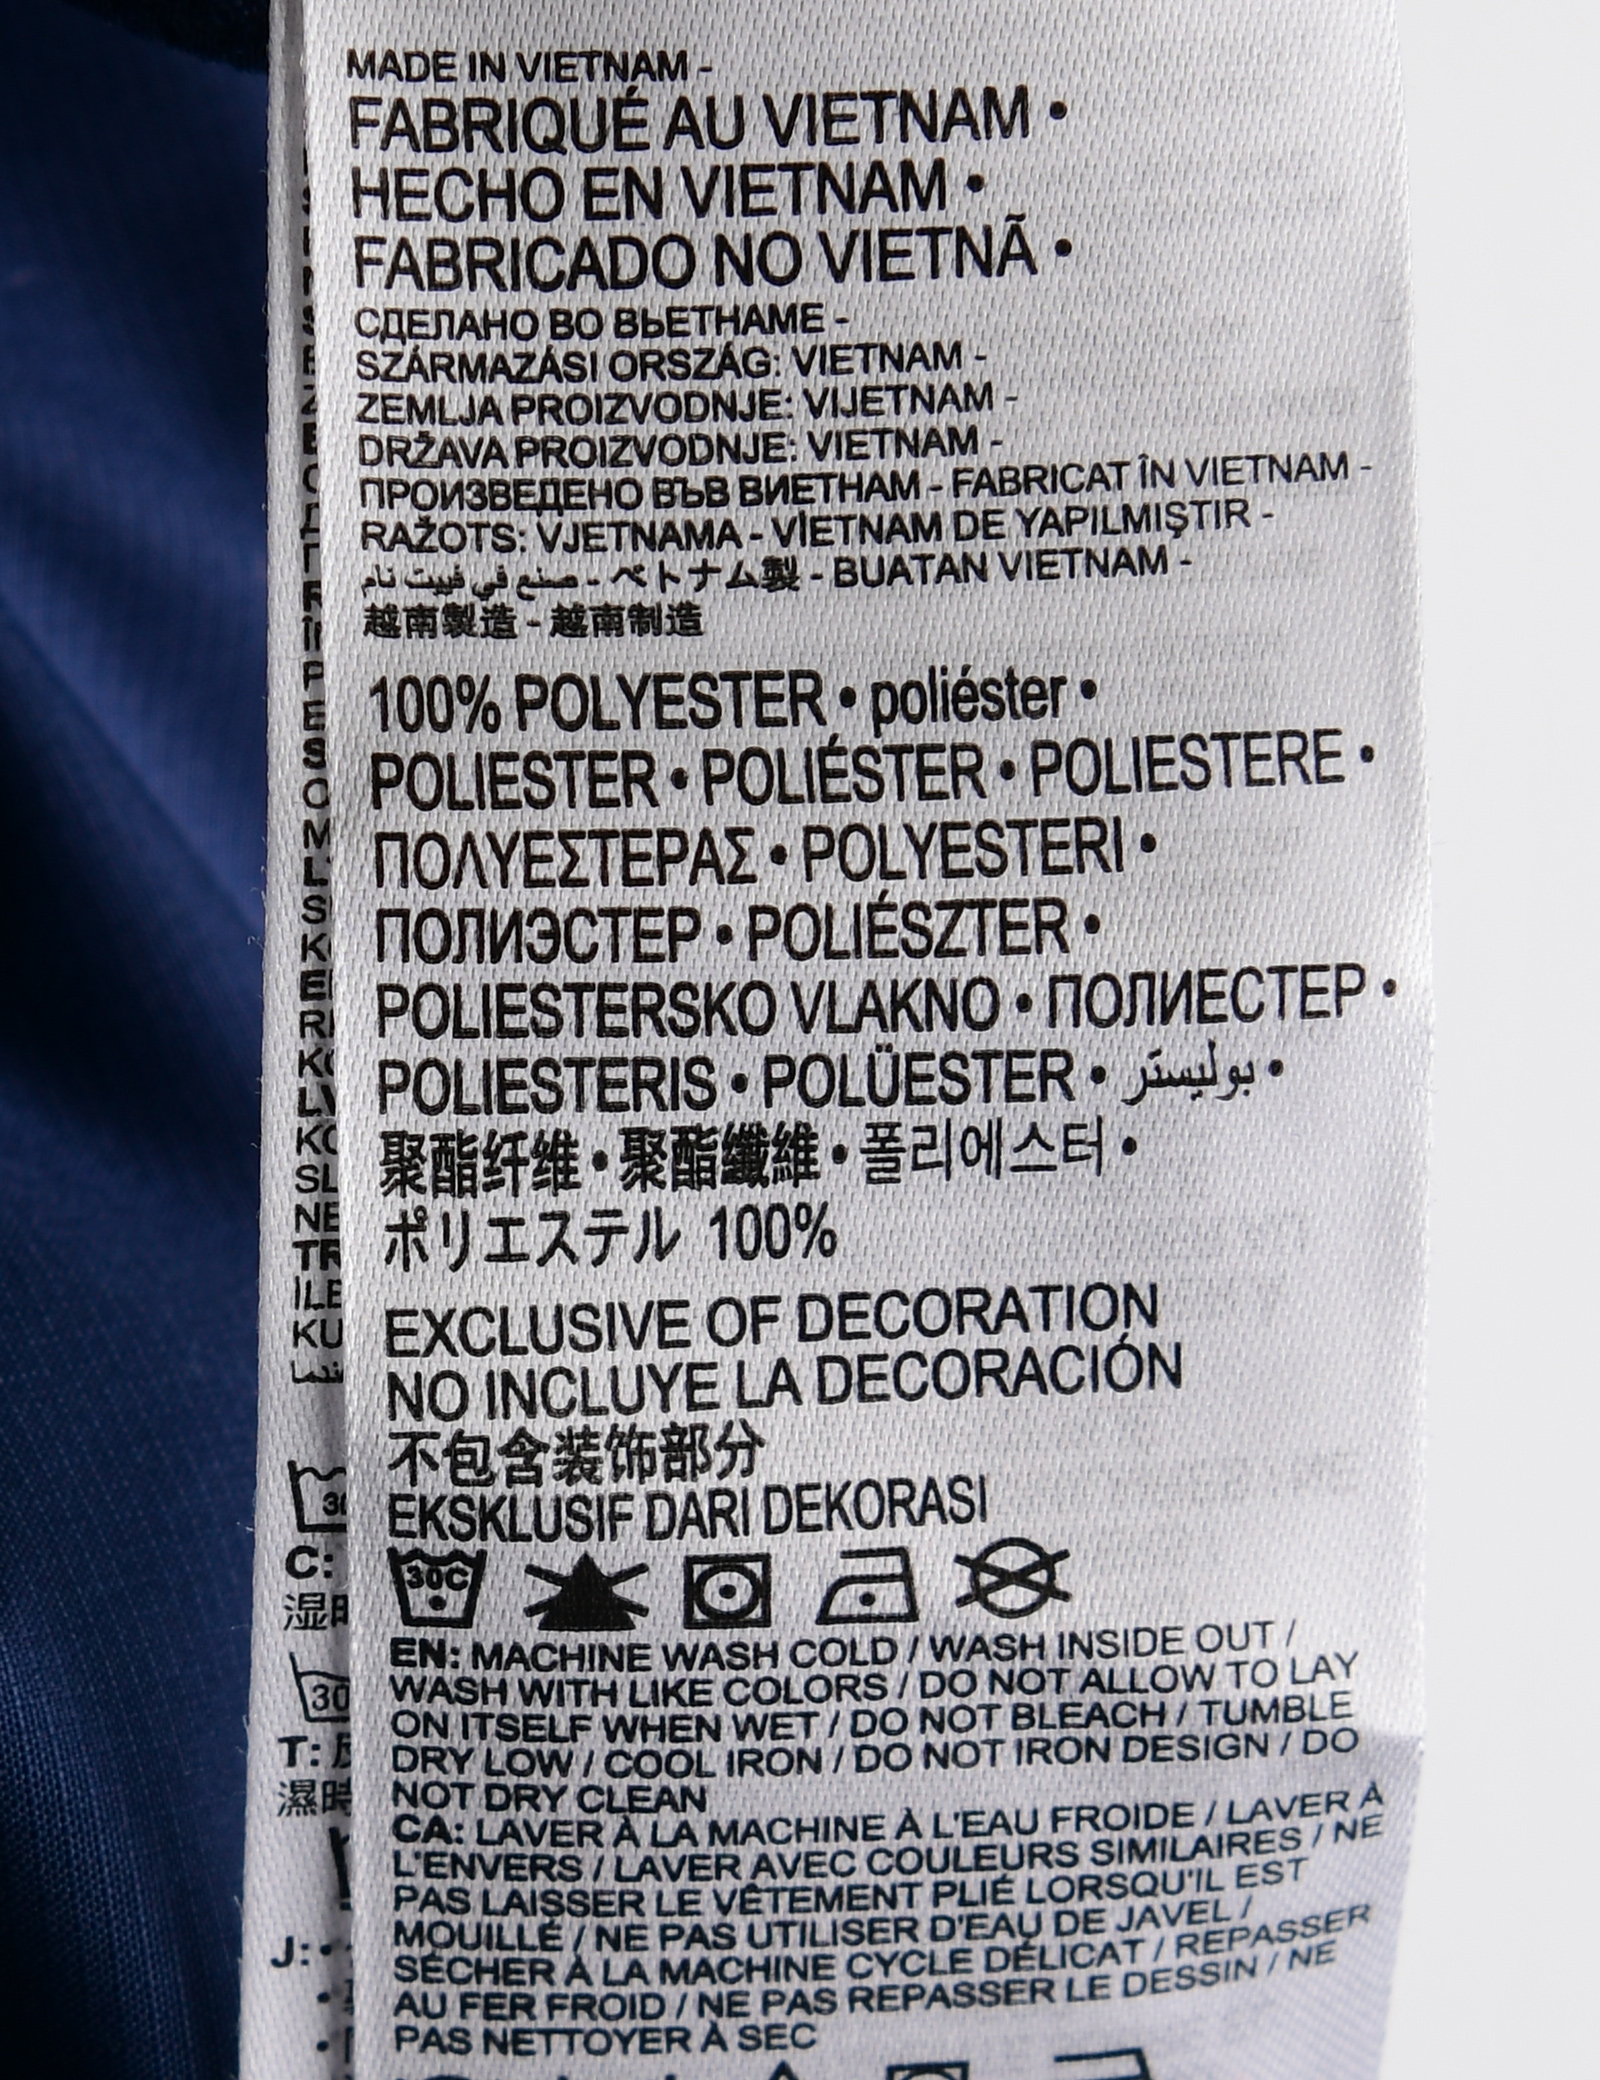 MADE IN VIETNAM -
FABRIQUÉ AU VIETNAM •
HECHO EN VIETNAM •
FABRICADO NO VIETNÃ •
СДЕЛАНО ВО ВЬЕТНАМЕ -
SZÁRMAZÁSI ORSZÁG: VIETNAM -
ZEMLJA PROIZVODNJE: VIJETNAM -
DRŽAVA PROIZVODNJE: VIETNAM -
ПРОИЗВЕДЕНО ВЪВ ВИЕТНАМ - FABRICAT ÎN VIETNAM -
RAŽOTS: VJETNAMA - VİETNAM DE YAPILMIŞTIR -
صنع في فييت نام - ベトナム製 - BUATAN VIETNAM -
越南製造 - 越南制造
100% POLYESTER • poliéster •
POLIESTER • POLIÉSTER • POLIESTERE •
ΠΟΛΥΕΣΤΕΡΑΣ • POLYESTERI •
ПОЛИЭСТЕР • POLIÉSZTER •
POLIESTERSKO VLAKNO • ПОЛИЕСТЕР •
POLIESTERIS • POLÜESTER • بوليستر •
聚酯纤维 • 聚酯纖維 • 폴리에스터 •
ポリエステル 100%
EXCLUSIVE OF DECORATION
NO INCLUYE LA DECORACIÓN
不包含装饰部分
EKSKLUSIF DARI DEKORASI
30C
EN: MACHINE WASH COLD / WASH INSIDE OUT /
WASH WITH LIKE COLORS / DO NOT ALLOW TO LAY
ON ITSELF WHEN WET / DO NOT BLEACH / TUMBLE
DRY LOW / COOL IRON / DO NOT IRON DESIGN / DO
NOT DRY CLEAN
CA: LAVER À LA MACHINE À L'EAU FROIDE / LAVER À
L'ENVERS / LAVER AVEC COULEURS SIMILAIRES / NE
PAS LAISSER LE VÊTEMENT PLIÉ LORSQU'IL EST
MOUILLÉ / NE PAS UTILISER D'EAU DE JAVEL /
SÉCHER À LA MACHINE CYCLE DÉLICAT / REPASSER
AU FER FROID / NE PAS REPASSER LE DESSIN / NE
PAS NETTOYER À SEC